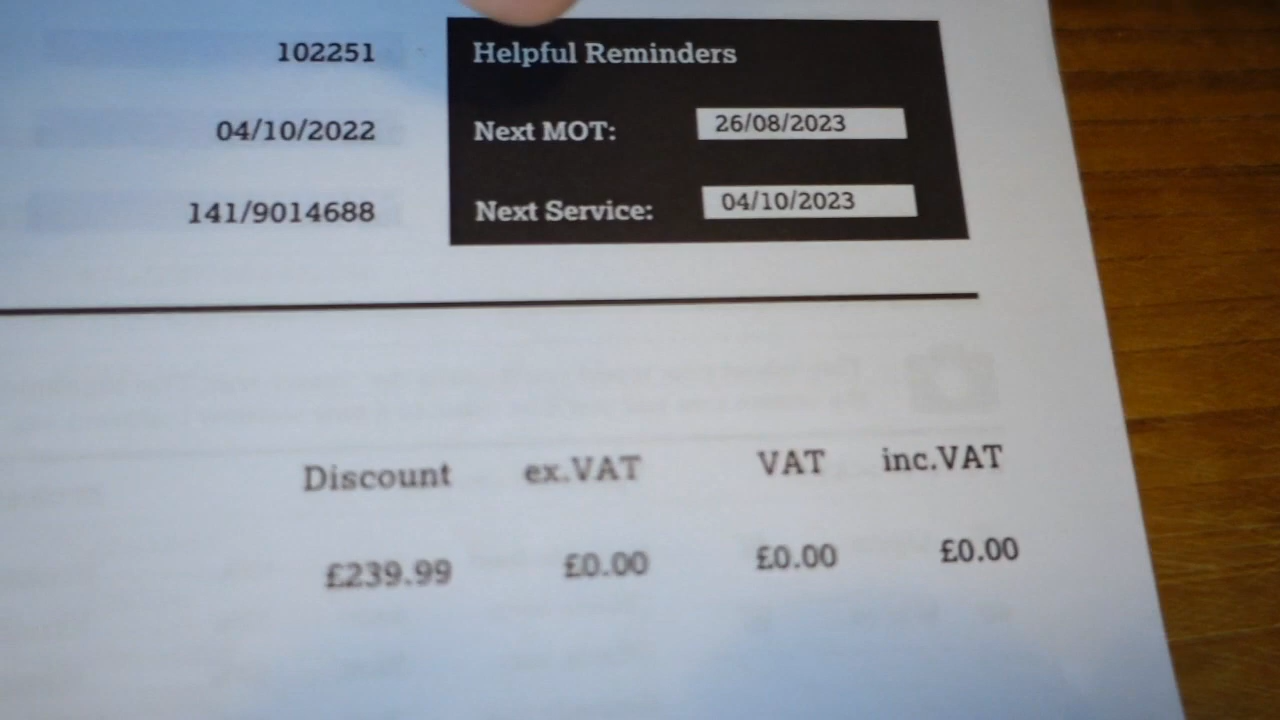 102251
Helpful Reminders
04/10/2022
Next MOT: 26/08/2023
141/9014688
Next Service: 04/10/2023
Discount ex.VAT VAT inc.VAT
£239.99 £0.00 £0.00 £0.00